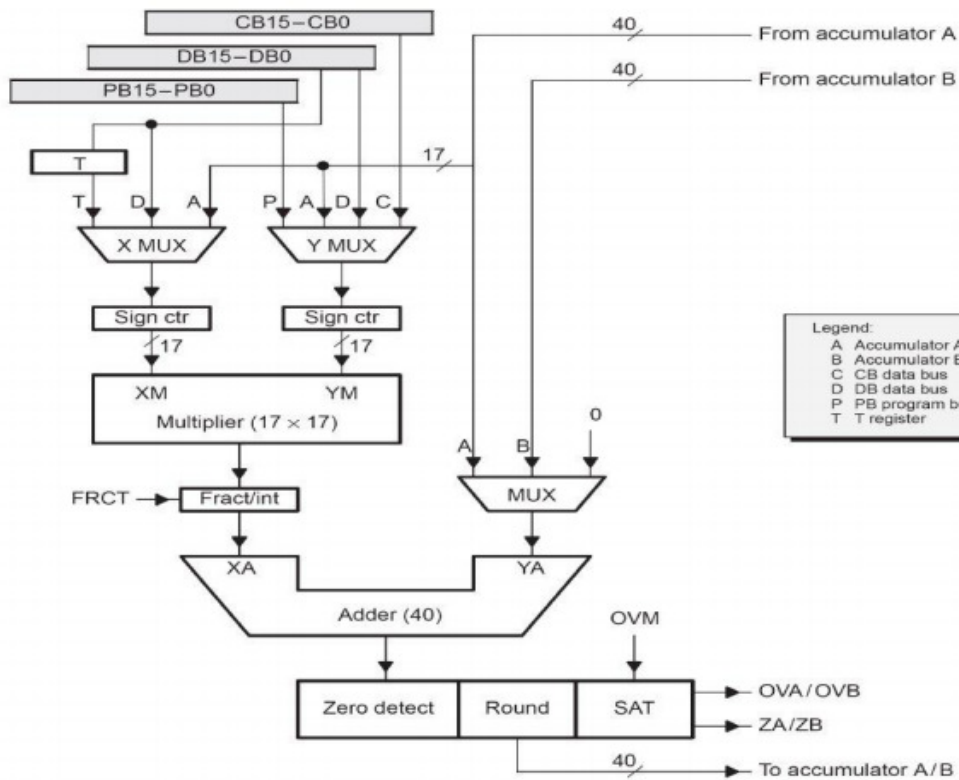 CB15–CB0
DB15–DB0
PB15–PB0
40
From accumulator A
40
From accumulator B
17
T
T D A
P A D C
X MUX
Y MUX
Sign ctr
Sign ctr
17
17
XM
YM
Multiplier (17 × 17)
Legend:
A Accumulator A
B Accumulator B
C CB data bus
D DB data bus
P PB program b
T T register
0
A
B
MUX
FRCT
Fract/int
XA
YA
Adder (40)
OVM
Zero detect
Round
SAT
OVA/OVB
ZA/ZB
40
To accumulator A/B